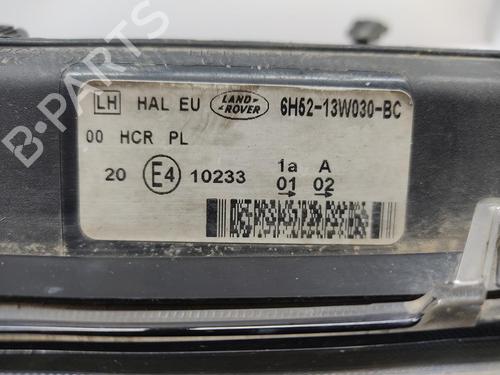 B-PARTS
LH HAL EU LAND-ROVER 6H52-13W030-BC
00 HCR PL
20 E4 10233 1a A
01 02